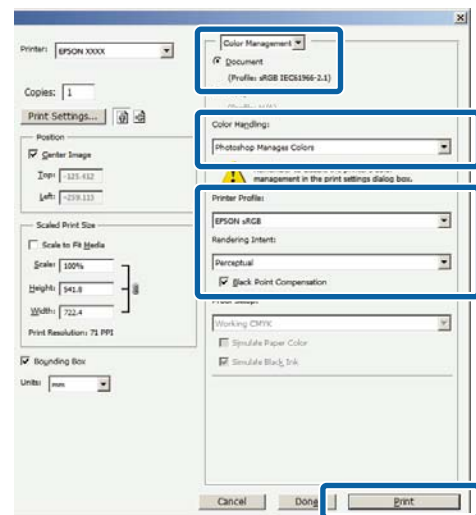 Printer: EPSON XXXX
Copies: 1
Print Settings...
Position
Center Image
Top: -125.412
Left: -239.113
Scaled Print Size
Scale to Fit Media
Scale: 100%
Height: 541.8
Width: 722.4
Print Resolution: 71 PPI
Bounding Box
Units: mm
Color Management
Document
(Profile: sRGB IEC61966-2.1)
Color Handling:
Photoshop Manages Colors
management in the print settings dialog box.
Printer Profile:
EPSON sRGB
Rendering Intent:
Perceptual
Black Point Compensation
Working CMYK
Simulate Paper Color
Simulate Black Ink
Cancel
Done
Print